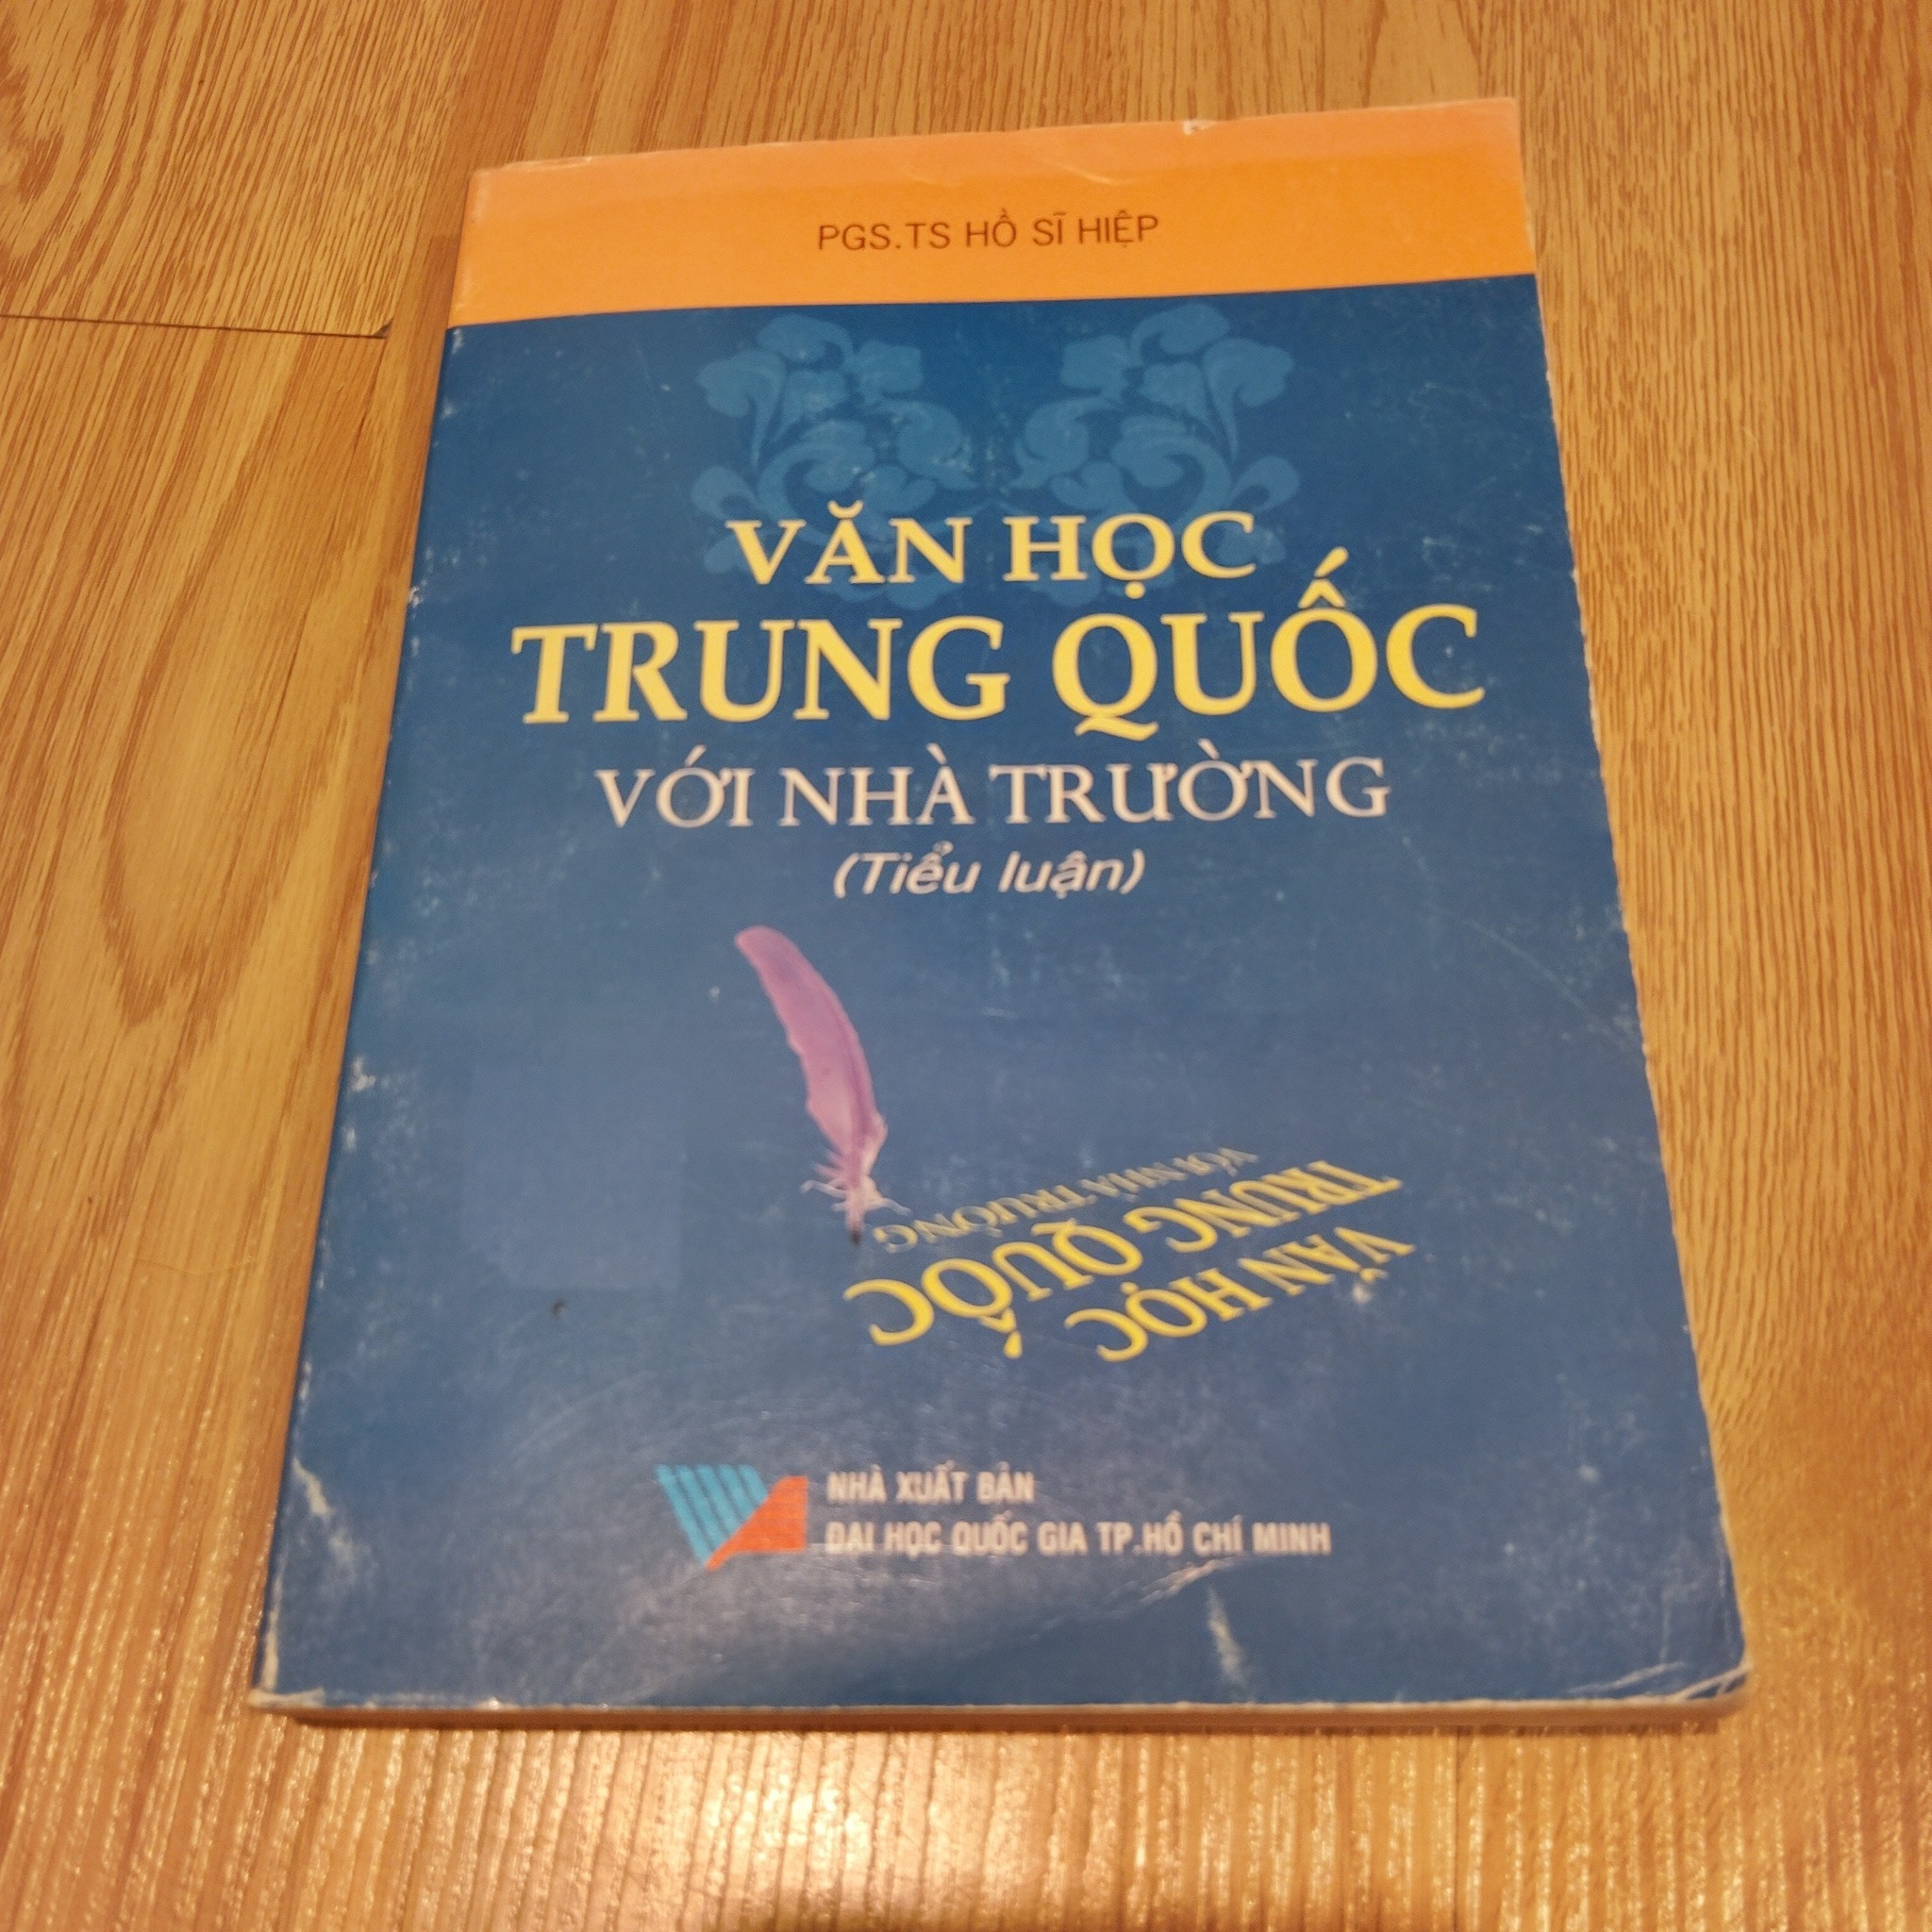 PGS.TS HỒ SĨ HIỆP
VĂN HỌC
TRUNG QUỐC
VỚI NHÀ TRƯỜNG
(Tiểu luận)
VỚI NHÀ TRƯỜNG
TRUNG QUỐC
VĂN HỌC
NHÀ XUẤT BẢN
ĐẠI HỌC QUỐC GIA TP.HỒ CHÍ MINH